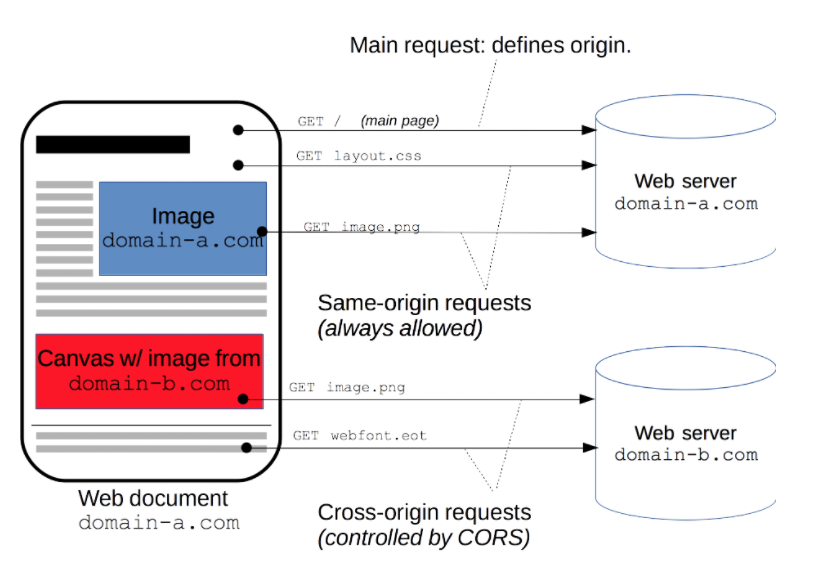 Main request: defines origin.
GET / (main page)
GET layout.css
Image
domain-a.com
GET image.png
Web server
domain-a.com
Same-origin requests
(always allowed)
Canvas w/ image from
domain-b.com
GET image.png
GET webfont.eot
Web server
domain-b.com
Web document
domain-a.com
Cross-origin requests
(controlled by CORS)